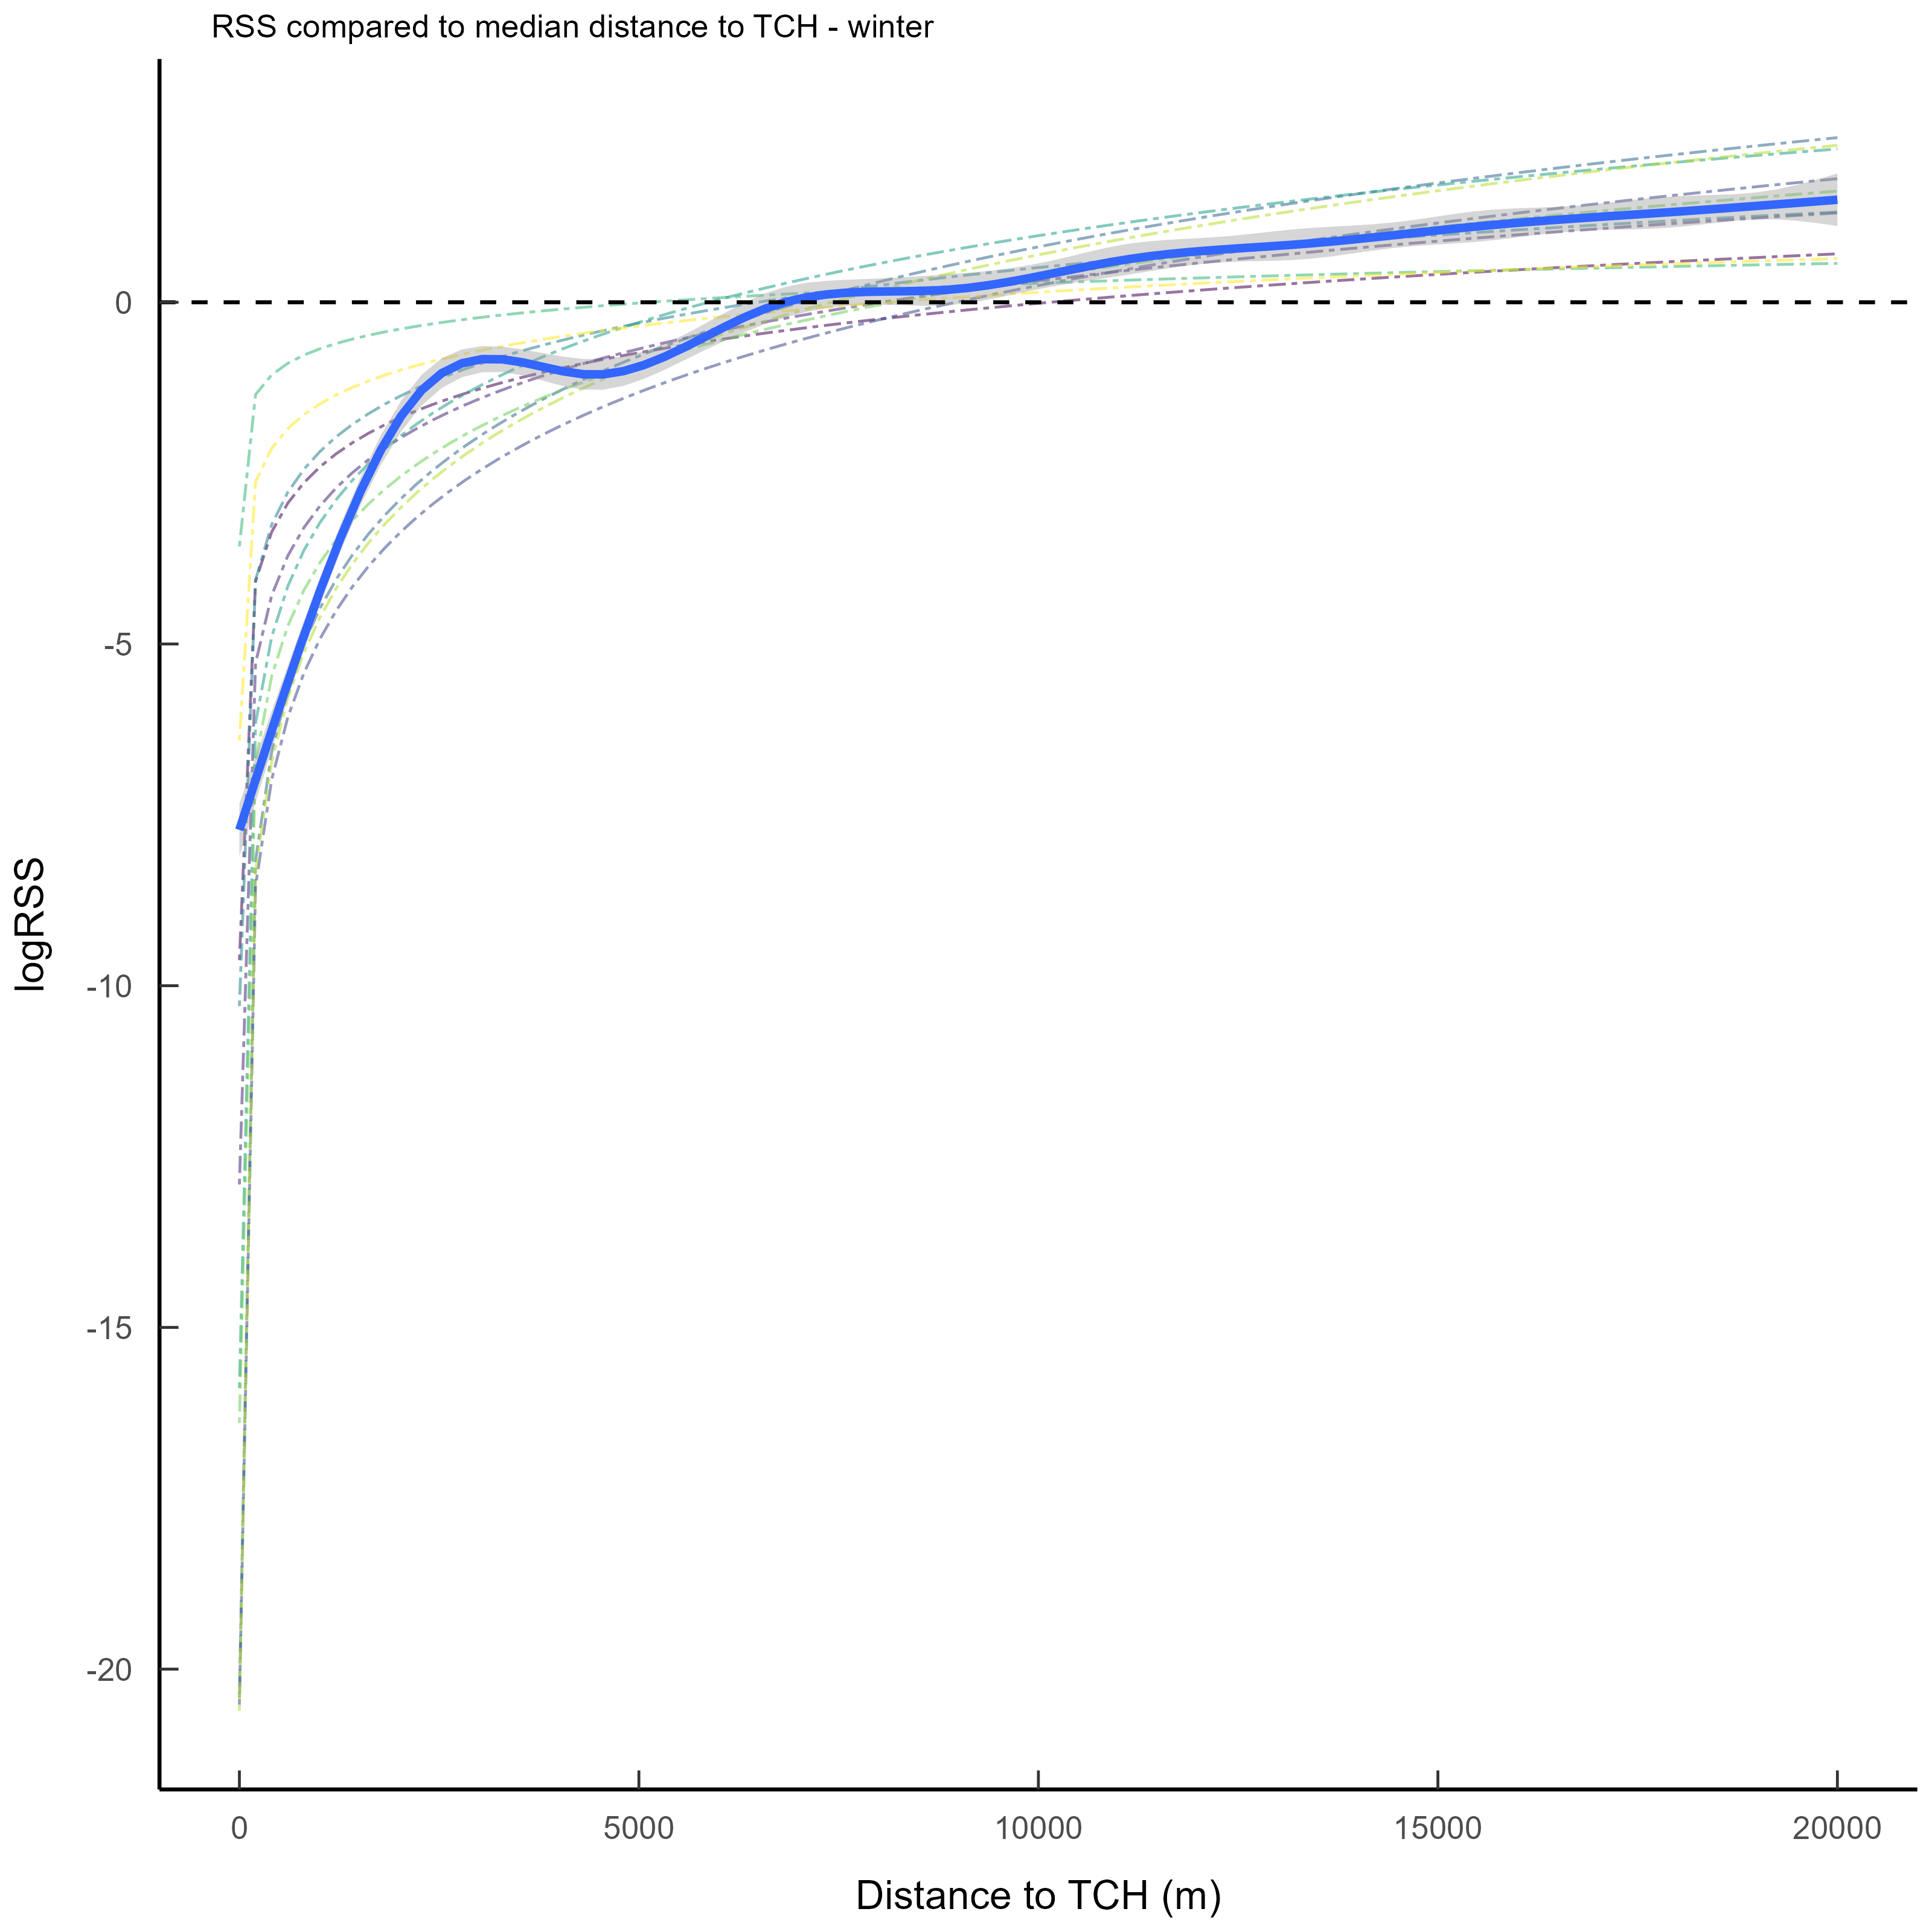 RSS compared to median distance to TCH - winter
logRSS
0
-5
-10
-15
-20
0 5000 10000 15000 20000
Distance to TCH (m)